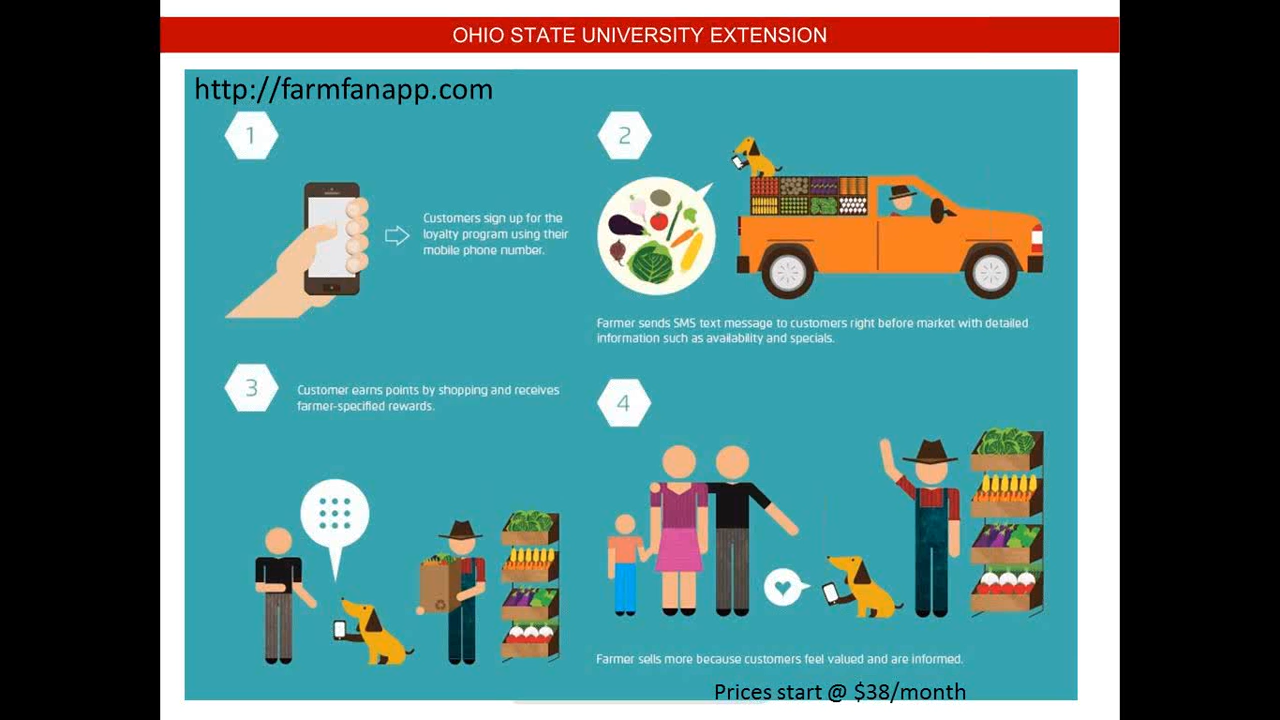 OHIO STATE UNIVERSITY EXTENSION
http://farmfanapp.com
1
Customers sign up for the
loyalty program using their
mobile phone number.
2
Farmer sends SMS text message to customers right before market with detailed
information such as availability and specials.
3
Customer earns points by shopping and receives
farmer-specified rewards.
4
Farmer sells more because customers feel valued and are informed.
Prices start @ $38/month